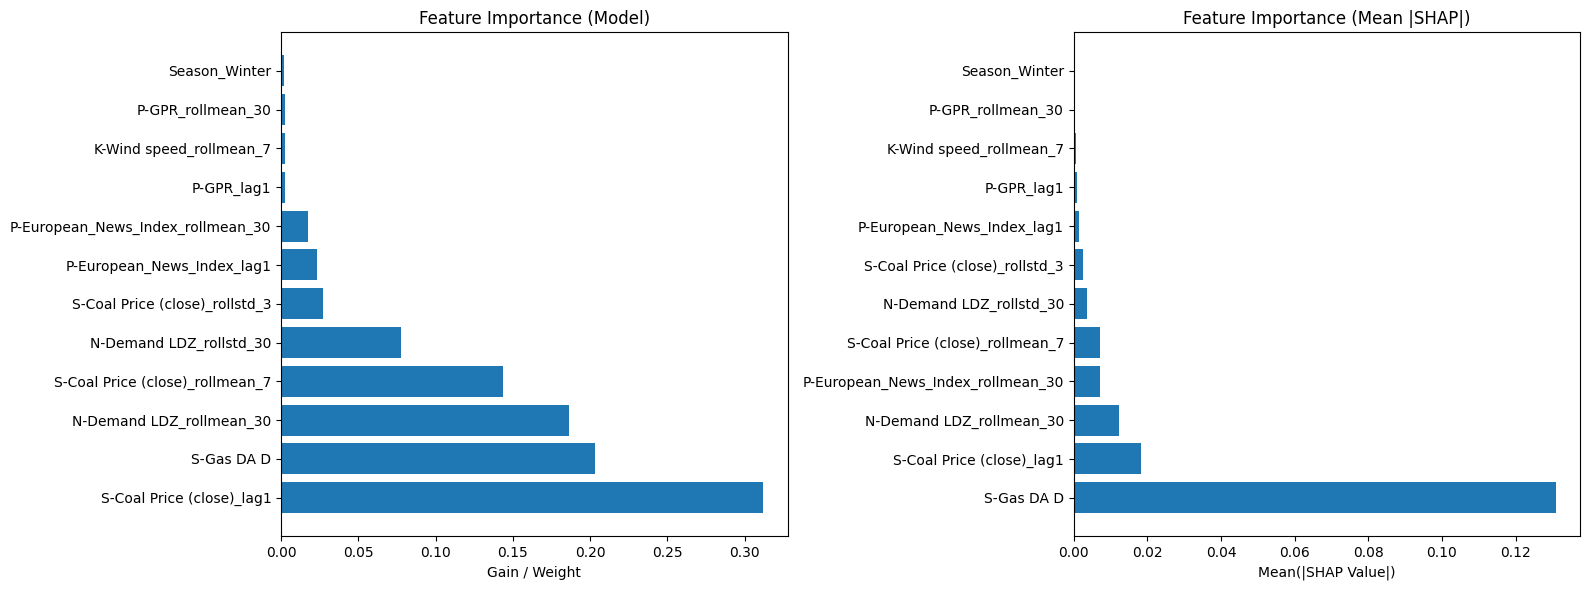 Feature Importance (Model)
Season_Winter
P-GPR_rollmean_30
K-Wind speed_rollmean_7
P-GPR_lag1
P-European_News_Index_rollmean_30
P-European_News_Index_lag1
S-Coal Price (close)_rollstd_3
N-Demand LDZ_rollstd_30
S-Coal Price (close)_rollmean_7
N-Demand LDZ_rollmean_30
S-Gas DA D
S-Coal Price (close)_lag1
0.00 0.05 0.10 0.15 0.20 0.25 0.30
Gain / Weight
Feature Importance (Mean |SHAP|)
Season_Winter
P-GPR_rollmean_30
K-Wind speed_rollmean_7
P-GPR_lag1
P-European_News_Index_lag1
S-Coal Price (close)_rollstd_3
N-Demand LDZ_rollstd_30
S-Coal Price (close)_rollmean_7
P-European_News_Index_rollmean_30
N-Demand LDZ_rollmean_30
S-Coal Price (close)_lag1
S-Gas DA D
0.00 0.02 0.04 0.06 0.08 0.10 0.12
Mean(|SHAP Value|)